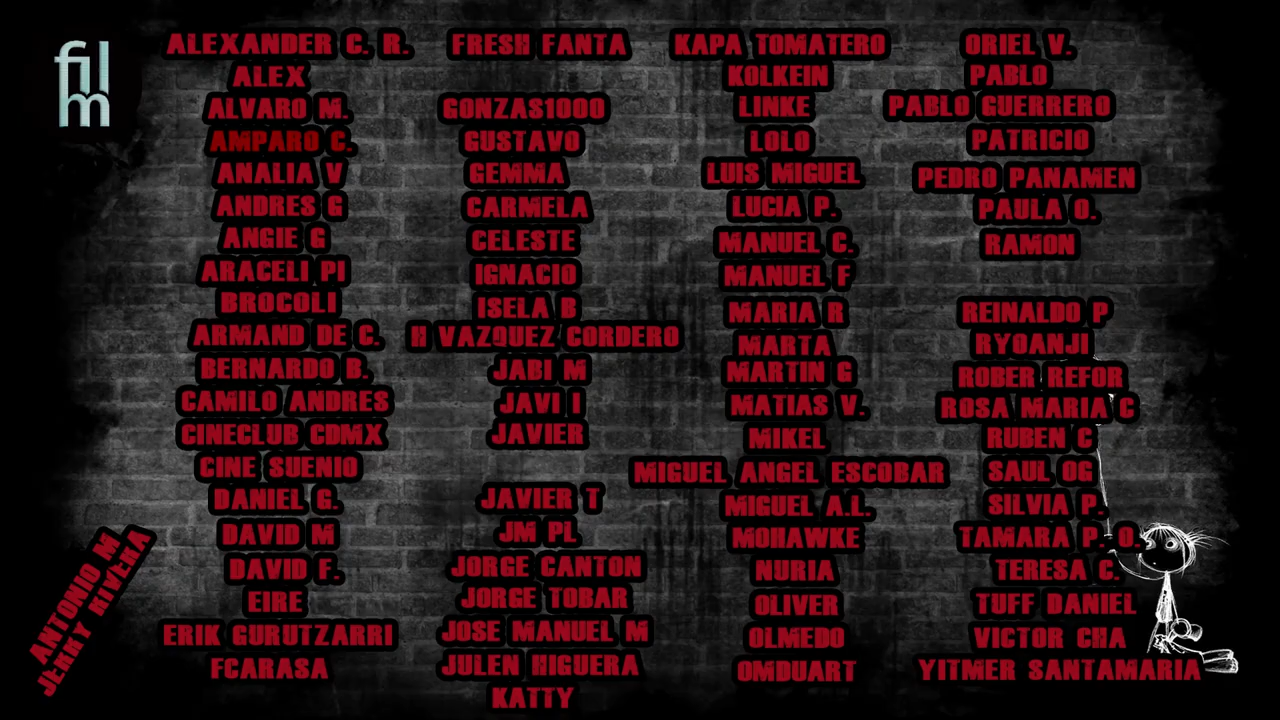 film
ALEXANDER C. R.
ALEX
ALVARO M.
AMPARO C.
ANALIA V
ANDRES G
ANGIE G
ARACELI PI
BROCOLI
ARMAND DE C.
BERNARDO B.
CAMILO ANDRES
CINECLUB CDMX
CINE SUENIO
DANIEL G.
DAVID M
DAVID F.
EIRE
ERIK GURUTZARRI
FCARASA
ANTONIO M
JERRY RIVERA
FRESH FANTA
GONZAS1000
GUSTAVO
GEMMA
CARMELA
CELESTE
IGNACIO
ISELA B
H VAZQUEZ CORDERO
JABI M
JAVI I
JAVIER
JAVIER T
JM PL
JORGE CANTON
JORGE TOBAR
JOSE MANUEL M
JULEN HIGUERA
KATTY
KAPA TOMATERO
KOLKEIN
LINKE
LOLO
LUIS MIGUEL
LUCIA P.
MANUEL C.
MANUEL F
MARIA R
MARTA
MARTIN G
MATIAS V.
MIKEL
MIGUEL ANGEL ESCOBAR
MIGUEL A.L.
MOHAWKE
NURIA
OLIVER
OLMEDO
OMDUART
ORIEL V.
PABLO
PABLO GUERRERO
PATRICIO
PEDRO PANAMEN
PAULA O.
RAMON
REINALDO P
RYOANJI
ROBER REFOR
ROSA MARIA C
RUBEN C
SAUL OG
SILVIA P.
TAMARA P. O.
TERESA C.
TUFF DANIEL
VICTOR CHA
YITMER SANTAMARIA